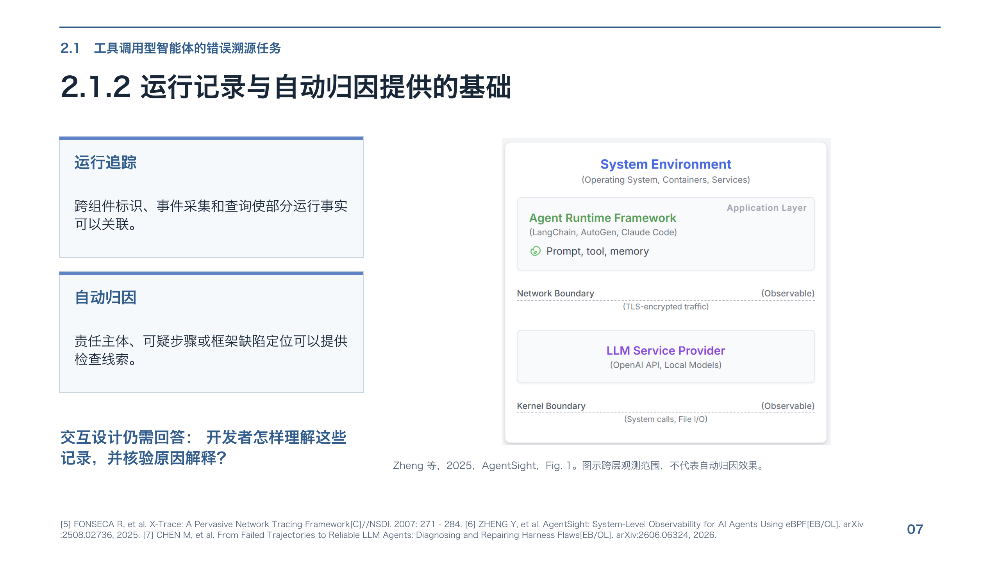 2.1 工具调用型智能体的错误溯源任务
2.1.2 运行记录与自动归因提供的基础
运行追踪
跨组件标识、事件采集和查询使部分运行事实
可以关联。
自动归因
责任主体、可疑步骤或框架缺陷定位可以提供
检查线索。
交互设计仍需回答： 开发者怎样理解这些
记录，并核验原因解释？
System Environment
(Operating System, Containers, Services)
Application Layer
Agent Runtime Framework
(LangChain, AutoGen, Claude Code)
Prompt, tool, memory
Network Boundary (Observable)
(TLS-encrypted traffic)
LLM Service Provider
(OpenAI API, Local Models)
Kernel Boundary (Observable)
(System calls, File I/O)
Zheng 等，2025，AgentSight，Fig. 1。图示跨层观测范围，不代表自动归因效果。
[5] FONSECA R, et al. X-Trace: A Pervasive Network Tracing Framework[C]//NSDI. 2007: 271 - 284. [6] ZHENG Y, et al. AgentSight: System-Level Observability for AI Agents Using eBPF[EB/OL]. arXiv
:2508.02736, 2025. [7] CHEN M, et al. From Failed Trajectories to Reliable LLM Agents: Diagnosing and Repairing Harness Flaws[EB/OL]. arXiv:2606.06324, 2026.
07